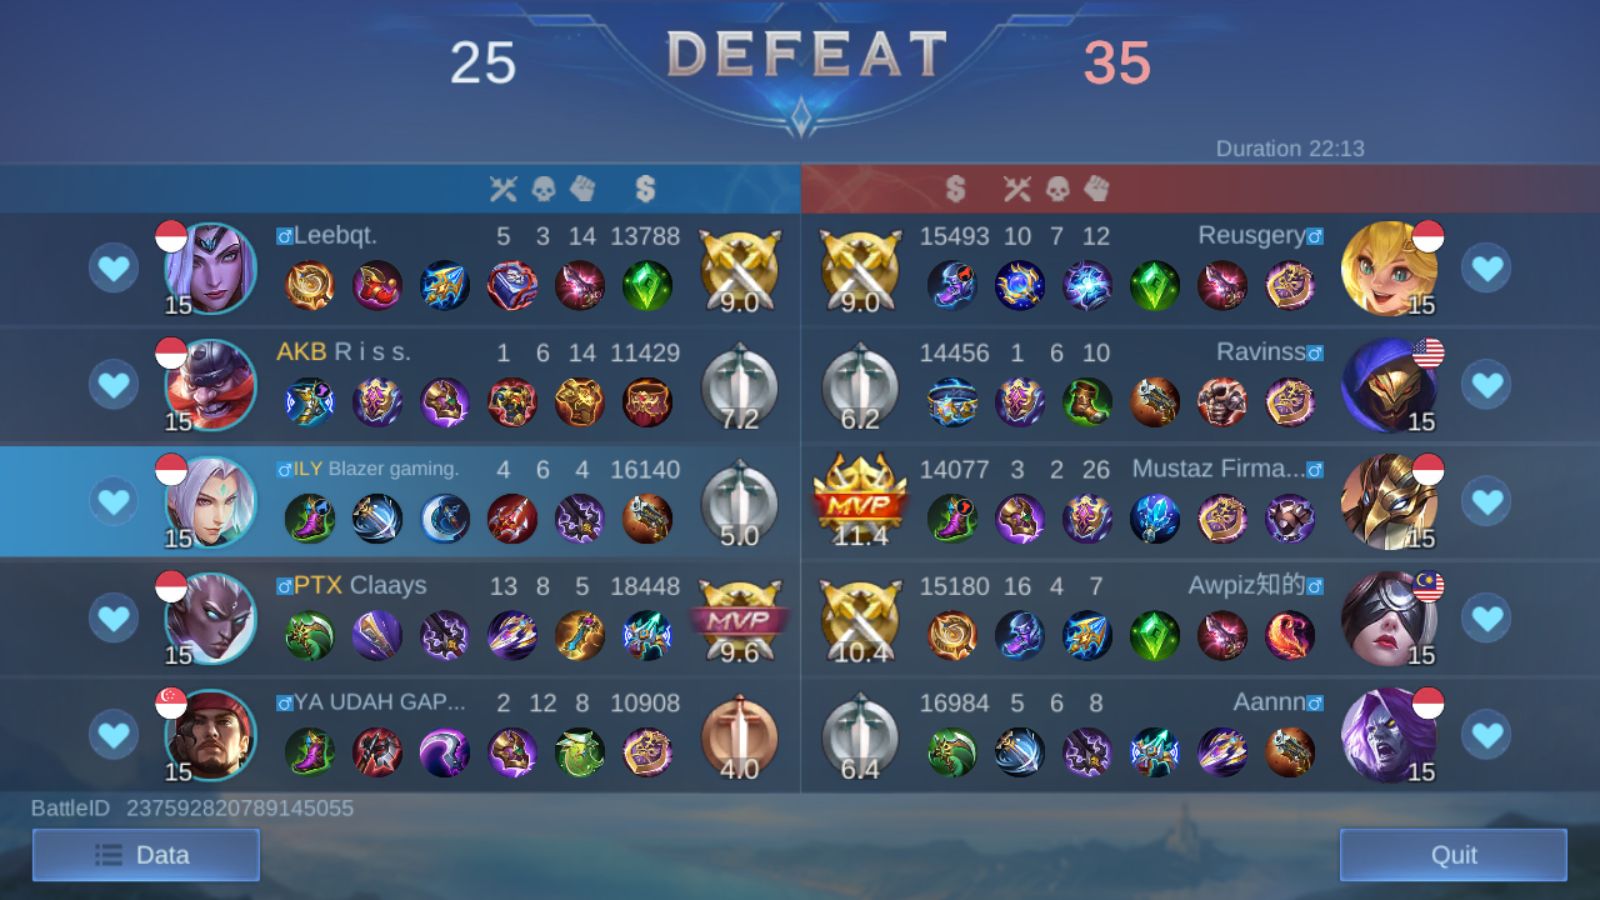 25 DEFEAT 35
Duration 22:13
Leebqt. 5 3 14 13788 9.0 15
15493 10 7 12 Reusgery 9.0 15
AKB R i s s. 1 6 14 11429 7.2 15
14456 1 6 10 Ravinss 6.2 15
ILY Blazer gaming. 4 6 4 16140 5.0 15
14077 3 2 26 Mustaz Firma... MVP 11.4 15
PTX Claays 13 8 5 18448 MVP 9.6 15
15180 16 4 7 Awpiz知的 10.4 15
YA UDAH GAP... 2 12 8 10908 4.0 15
16984 5 6 8 Aannn 6.4 15
BattleID 237592820789145055
Data
Quit